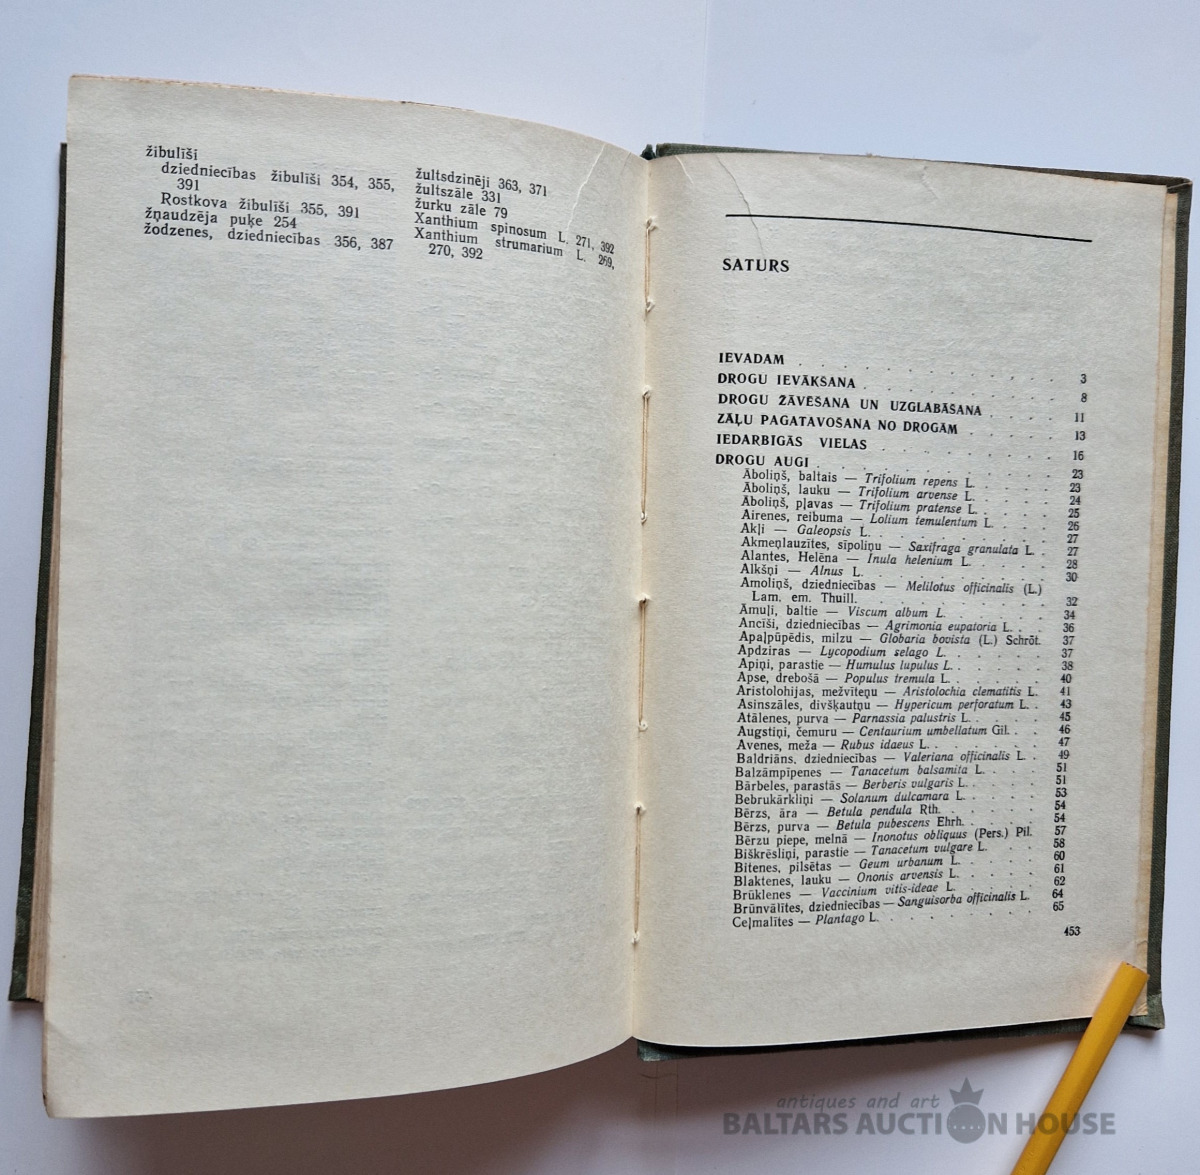 žibulīši
dziedniecības žibulīši 354, 355,
391
Rostkova žibulīši 355, 391
žņaudzēja puķe 254
žodzenes, dziedniecības 356, 387
žultsdzinēji 363, 371
žultszāle 331
žurku zāle 79
Xanthium spinosum L. 271, 392
Xanthium strumarium L. 269,
270, 392
SATURS
IEVADAM . . . 3
DROGU IEVĀKŠANA . . . 8
DROGU ŽĀVĒŠANA UN UZGLABĀŠANA . . . 11
ZĀĻU PAGATAVOŠANA NO DROGĀM . . . 13
IEDARBĪGĀS VIELAS . . . 16
DROGU AUGI . . . 23
Āboliņš, baltais — Trifolium repens L. . . . 23
Āboliņš, lauku — Trifolium arvense L. . . . 24
Āboliņš, pļavas — Trifolium pratense L. . . . 25
Airenes, reibuma — Lolium temulentum L. . . . 26
Akļi — Galeopsis L. . . . 27
Akmeņlauzītes, sīpoliņu — Saxifraga granulata L. . 27
Alantes, Helēna — Inula helenium L. . . . 28
Alkšņi — Alnus L. . . . 30
Amoliņš, dziedniecības — Melilotus officinalis (L.)
Lam. em. Thuill. . . . 32
Āmuļi, baltie — Viscum album L. . . . 34
Ancīši, dziedniecības — Agrimonia eupatoria L. . . 36
Apaļpūpēdis, milzu — Globaria bovista (L.) Schröt. 37
Apdziras — Lycopodium selago L. . . . 37
Apiņi, parastie — Humulus lupulus L. . . . 38
Apse, drebošā — Populus tremula L. . . . 40
Aristolohijas, mežvīteņu — Aristolochia clematitis L. 41
Asinszāles, divšķautņu — Hypericum perforatum L. . 43
Atālenes, purva — Parnassia palustris L. . . . 45
Augstiņi, čemuru — Centaurium umbellatum Gil. . . 46
Avenes, meža — Rubus idaeus L. . . . 47
Baldriāns, dziedniecības — Valeriana officinalis L. . 49
Balzāmpīpenes — Tanacetum balsamita L. . . . 51
Bārbeles, parastās — Berberis vulgaris L. . . . 51
Bebrukārkliņi — Solanum dulcamara L. . . . 53
Bērzs, āra — Betula pendula Rth. . . . 54
Bērzs, purva — Betula pubescens Ehrh. . . . 54
Bērzu piepe, melnā — Inonotus obliquus (Pers.) Pil. 57
Biškrēsliņi, parastie — Tanacetum vulgare L. . . . 58
Bitenes, pilsētas — Geum urbanum L. . . . 60
Blaktenes, lauku — Ononis arvensis L. . . . 61
Brūklenes — Vaccinium vitis-ideae L. . . . 62
Brūnvālītes, dziedniecības — Sanguisorba officinalis L. 64
Ceļmalītes — Plantago L. . . . 65
453
antiques and art
BALTARS AUCTION HOUSE